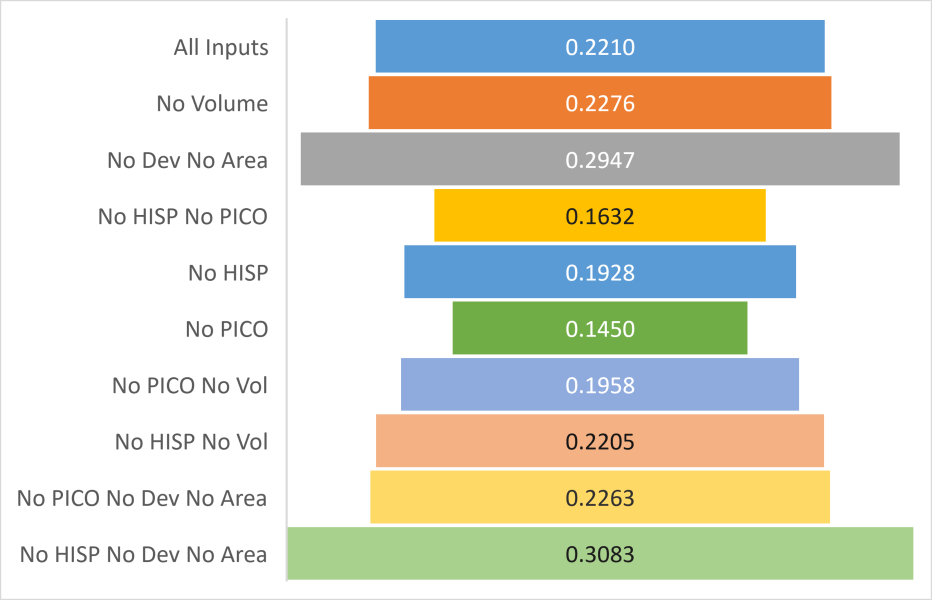 All Inputs 0.2210
No Volume 0.2276
No Dev No Area 0.2947
No HISP No PICO 0.1632
No HISP 0.1928
No PICO 0.1450
No PICO No Vol 0.1958
No HISP No Vol 0.2205
No PICO No Dev No Area 0.2263
No HISP No Dev No Area 0.3083